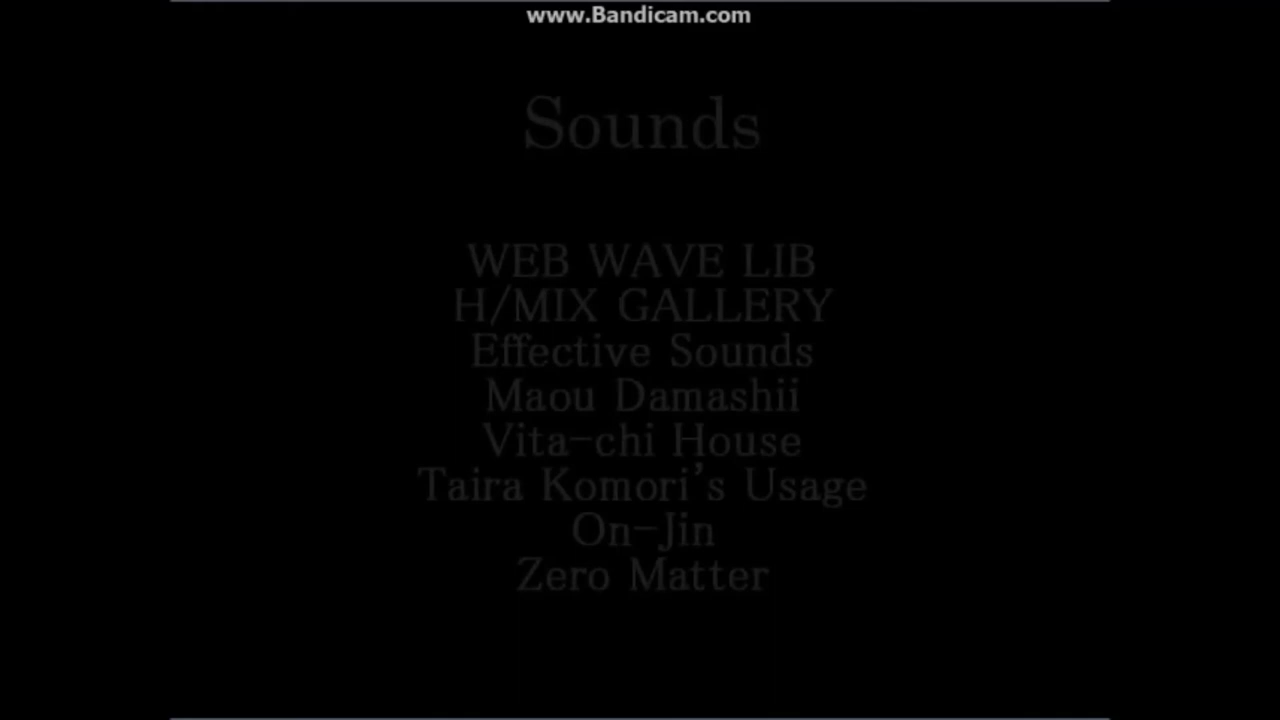 www.Bandicam.com
Sounds
WEB WAVE LIB
H/MIX GALLERY
Effective Sounds
Maou Damashii
Vita-chi House
Taira Komori's Usage
On-Jin
Zero Matter